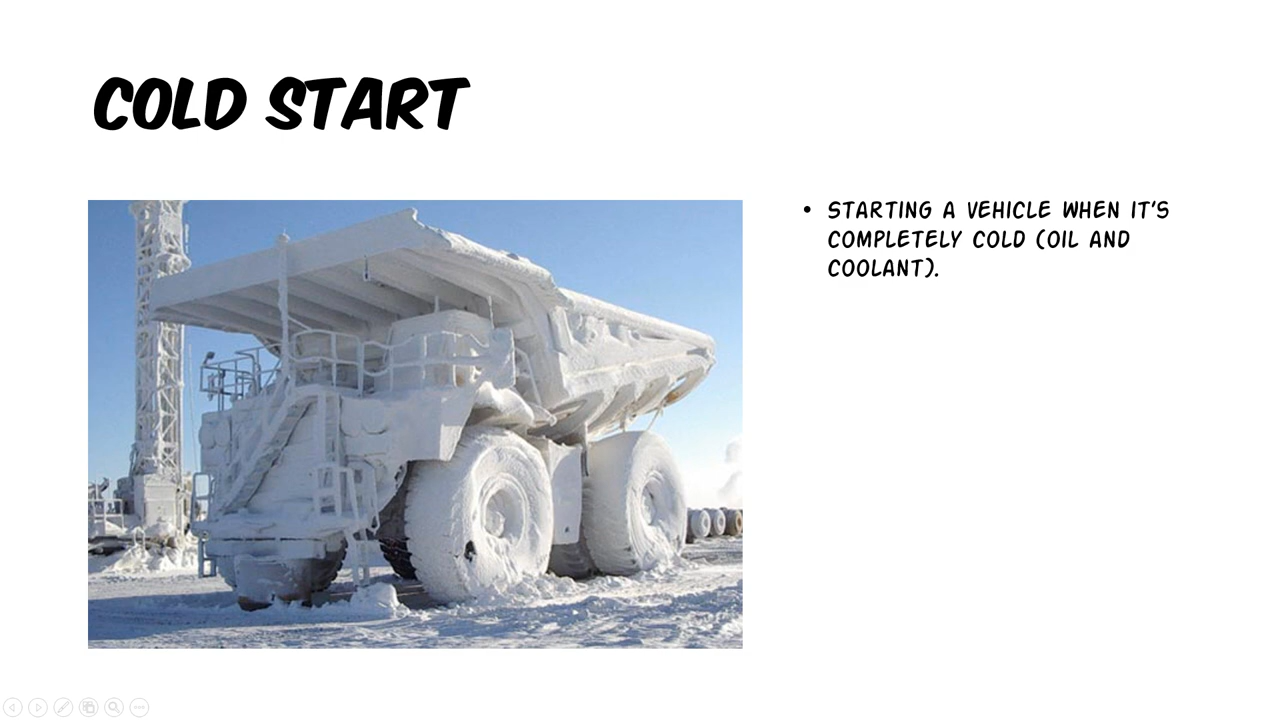 COLD START
• STARTING A VEHICLE WHEN IT'S
COMPLETELY COLD (OIL AND
COOLANT).